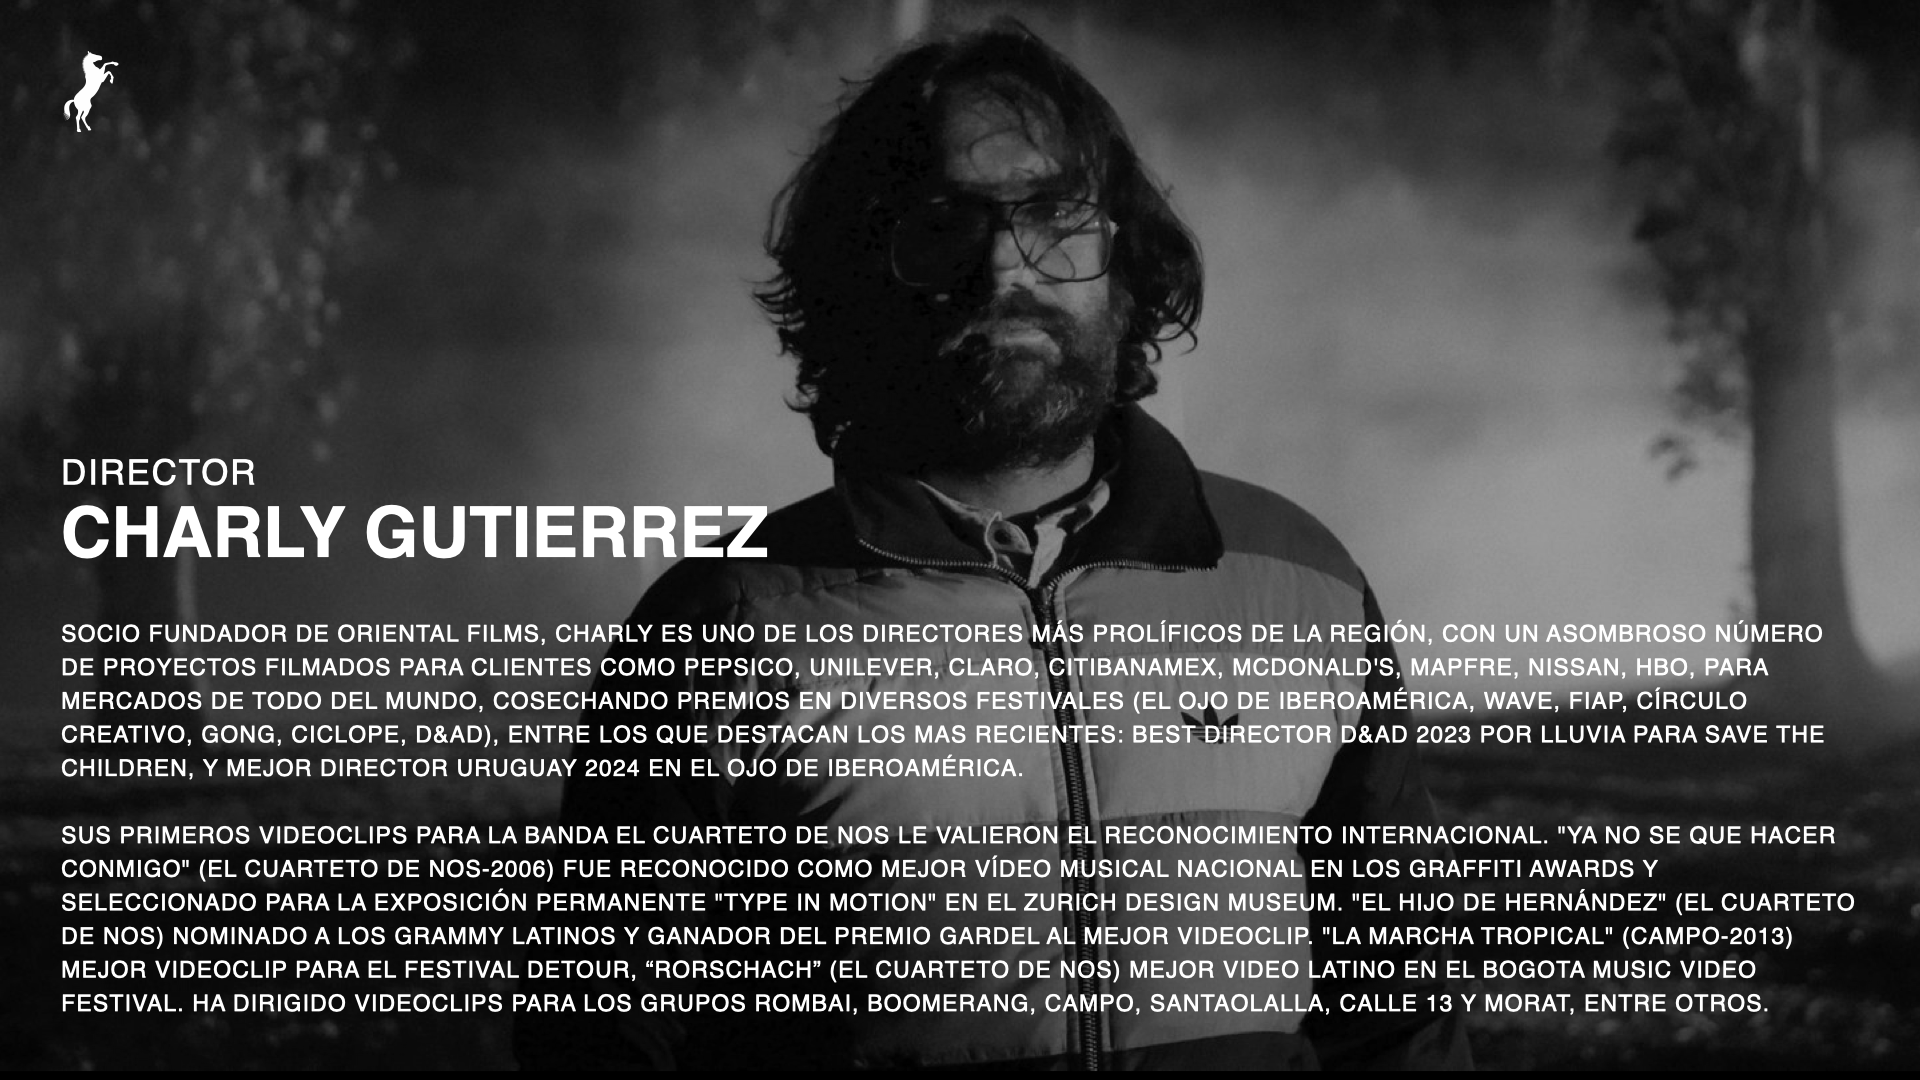 DIRECTOR
CHARLY GUTIERREZ
SOCIO FUNDADOR DE ORIENTAL FILMS, CHARLY ES UNO DE LOS DIRECTORES MÁS PROLÍFICOS DE LA REGIÓN, CON UN ASOMBROSO NÚMERO
DE PROYECTOS FILMADOS PARA CLIENTES COMO PEPSICO, UNILEVER, CLARO, CITIBANAMEX, MCDONALD'S, MAPFRE, NISSAN, HBO, PARA
MERCADOS DE TODO DEL MUNDO, COSECHANDO PREMIOS EN DIVERSOS FESTIVALES (EL OJO DE IBEROAMÉRICA, WAVE, FIAP, CÍRCULO
CREATIVO, GONG, CICLOPE, D&AD), ENTRE LOS QUE DESTACAN LOS MAS RECIENTES: BEST DIRECTOR D&AD 2023 POR LLUVIA PARA SAVE THE
CHILDREN, Y MEJOR DIRECTOR URUGUAY 2024 EN EL OJO DE IBEROAMÉRICA.
SUS PRIMEROS VIDEOCLIPS PARA LA BANDA EL CUARTETO DE NOS LE VALIERON EL RECONOCIMIENTO INTERNACIONAL. "YA NO SE QUE HACER
CONMIGO" (EL CUARTETO DE NOS-2006) FUE RECONOCIDO COMO MEJOR VÍDEO MUSICAL NACIONAL EN LOS GRAFFITI AWARDS Y
SELECCIONADO PARA LA EXPOSICIÓN PERMANENTE "TYPE IN MOTION" EN EL ZURICH DESIGN MUSEUM. "EL HIJO DE HERNÁNDEZ" (EL CUARTETO
DE NOS) NOMINADO A LOS GRAMMY LATINOS Y GANADOR DEL PREMIO GARDEL AL MEJOR VIDEOCLIP. "LA MARCHA TROPICAL" (CAMPO-2013)
MEJOR VIDEOCLIP PARA EL FESTIVAL DETOUR, “RORSCHACH” (EL CUARTETO DE NOS) MEJOR VIDEO LATINO EN EL BOGOTA MUSIC VIDEO
FESTIVAL. HA DIRIGIDO VIDEOCLIPS PARA LOS GRUPOS ROMBAI, BOOMERANG, CAMPO, SANTAOLALLA, CALLE 13 Y MORAT, ENTRE OTROS.